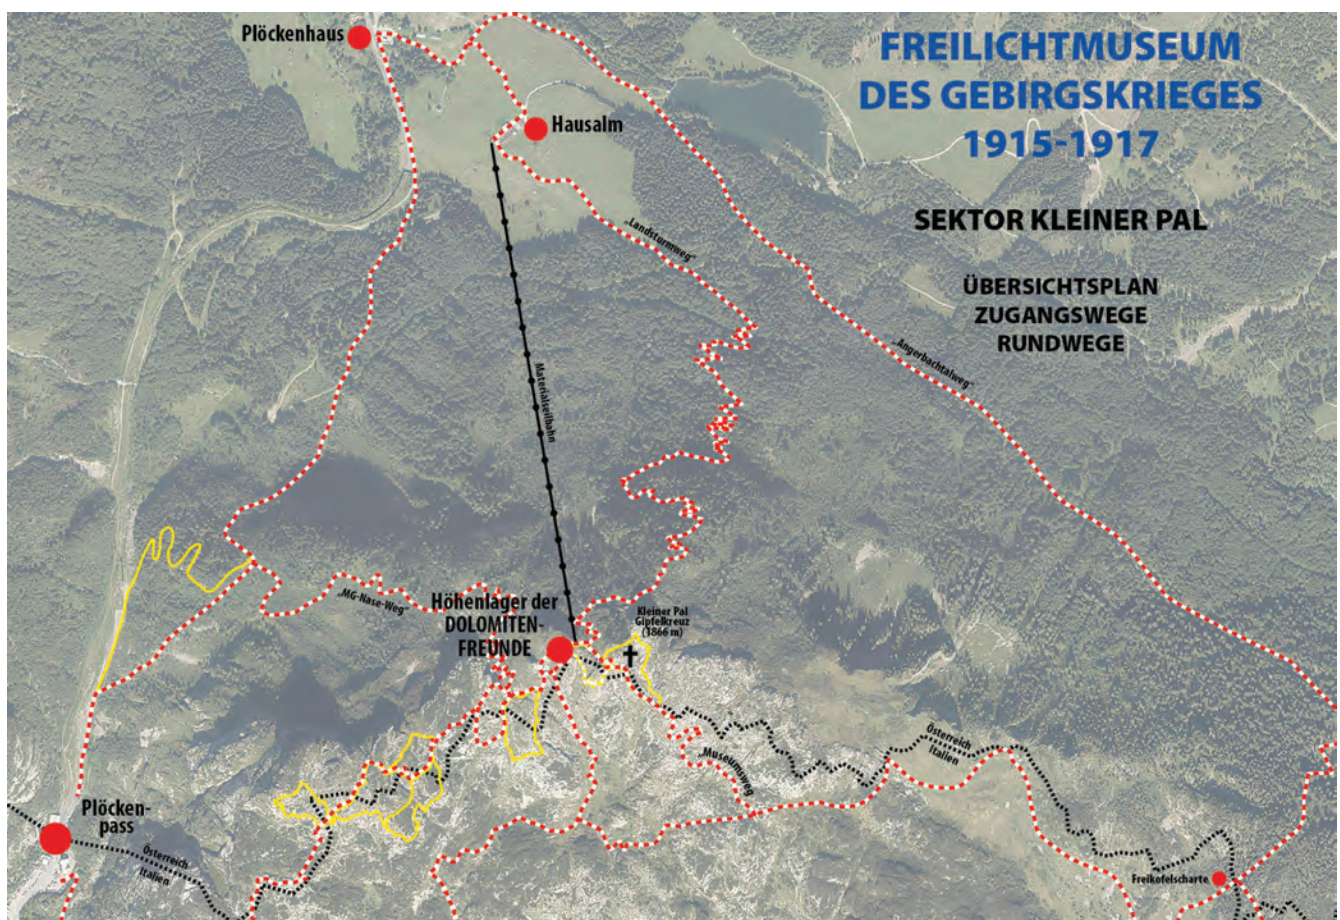 Plöckenhaus
FREILICHTMUSEUM
DES GEBIRGSKRIEGES
1915-1917
Hausalm
SEKTOR KLEINER PAL
„Landsturmweg"
ÜBERSICHTSPLAN
ZUGANGSWEGE
RUNDWEGE
„Angerbachtalweg"
Materialseilbahn
„MG-Nase-Weg"
Höhenlager der
DOLOMITEN-
FREUNDE
Kleiner Pal
Gipfelkreuz
(1866 m)
Österreich
Italien
„Museumsweg
Plöcken-
pass
Österreich
Italien
Freikofelscharte